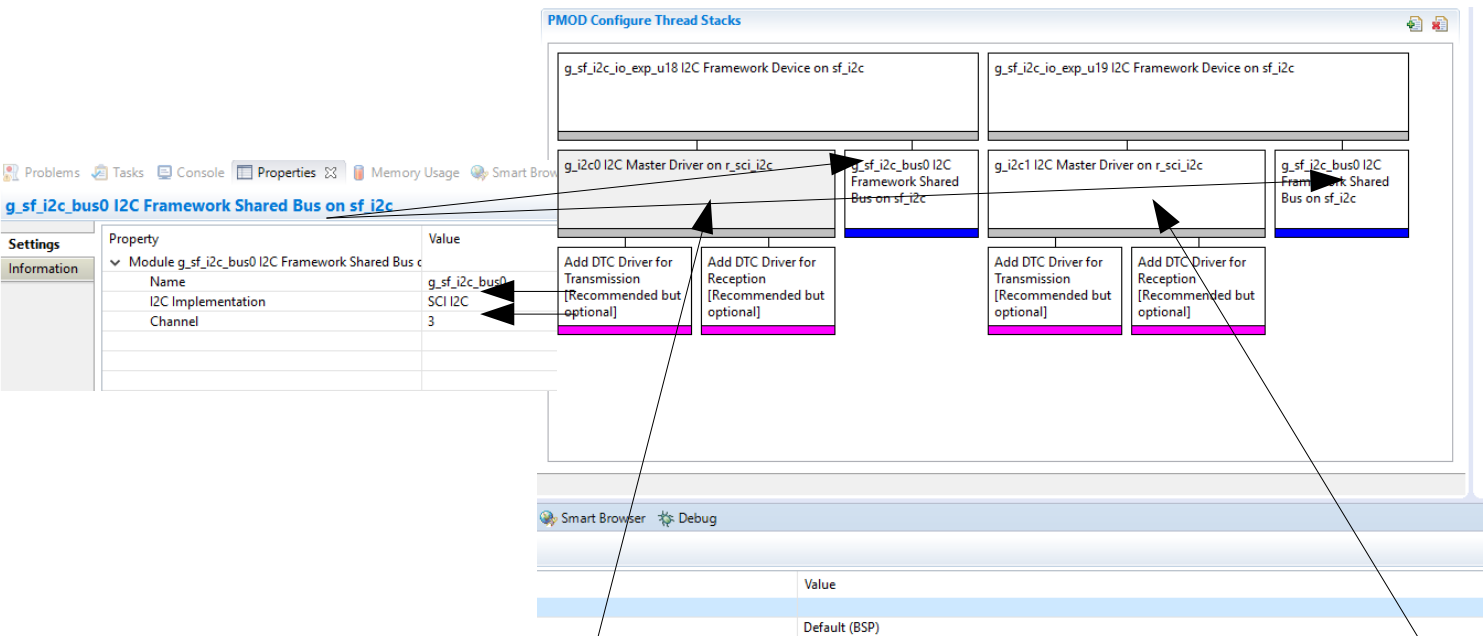 PMOD Configure Thread Stacks
g_sf_i2c_io_exp_u18 I2C Framework Device on sf_i2c
g_sf_i2c_io_exp_u19 I2C Framework Device on sf_i2c
g_i2c0 I2C Master Driver on r_sci_i2c
g_sf_i2c_bus0 I2C
Framework Shared
Bus on sf_i2c
g_i2c1 I2C Master Driver on r_sci_i2c
g_sf_i2c_bus0 I2C
Framework Shared
Bus on sf_i2c
Add DTC Driver for
Transmission
[Recommended but
optional]
Add DTC Driver for
Reception
[Recommended but
optional]
Add DTC Driver for
Transmission
[Recommended but
optional]
Add DTC Driver for
Reception
[Recommended but
optional]
Problems Tasks Console Properties Memory Usage Smart Brow
g_sf_i2c_bus0 I2C Framework Shared Bus on sf_i2c
Settings
Information
Property Value
Module g_sf_i2c_bus0 I2C Framework Shared Bus
Name g_sf_i2c_bus0
I2C Implementation SCI I2C
Channel 3
Smart Browser Debug
Value
Default (BSP)